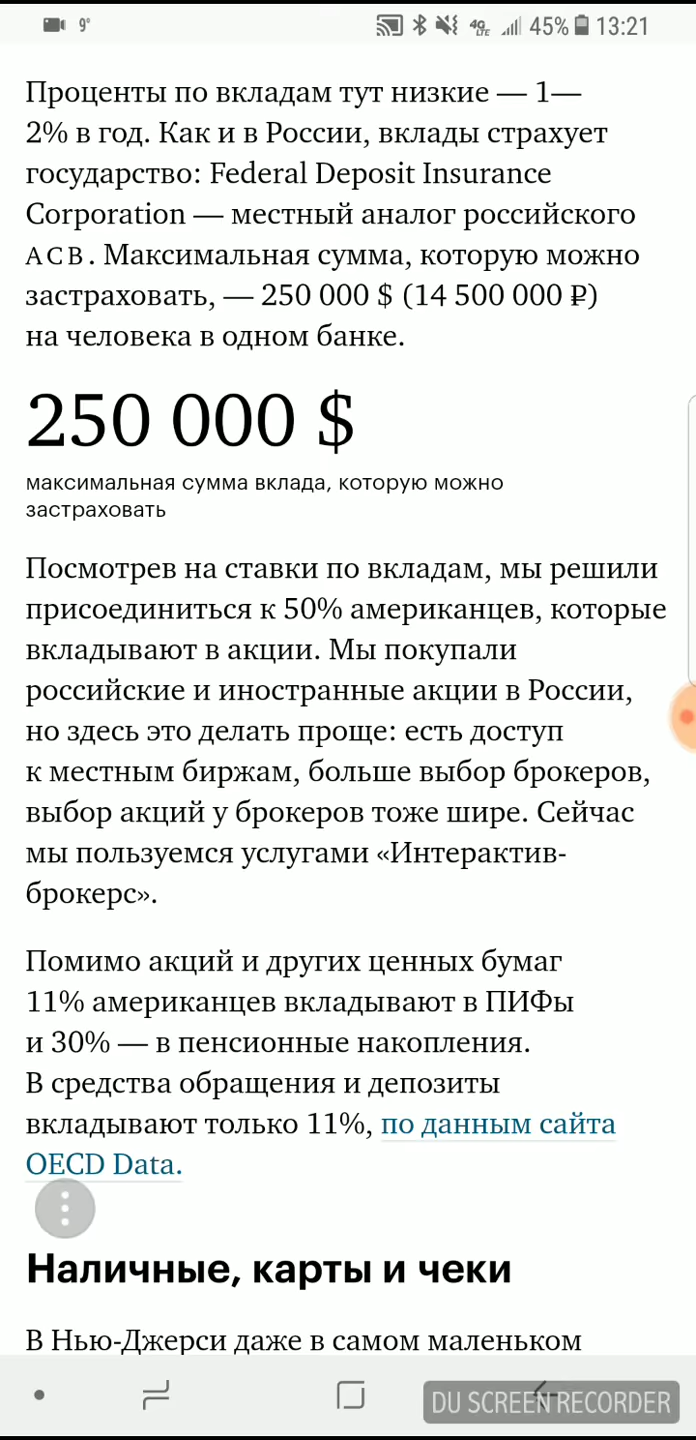 9°
4G LTE 45% 13:21
Проценты по вкладам тут низкие — 1—
2% в год. Как и в России, вклады страхует
государство: Federal Deposit Insurance
Corporation — местный аналог российского
АСВ. Максимальная сумма, которую можно
застраховать, — 250 000 $ (14 500 000 ₽)
на человека в одном банке.
250 000 $
максимальная сумма вклада, которую можно
застраховать
Посмотрев на ставки по вкладам, мы решили
присоединиться к 50% американцев, которые
вкладывают в акции. Мы покупали
российские и иностранные акции в России,
но здесь это делать проще: есть доступ
к местным биржам, больше выбор брокеров,
выбор акций у брокеров тоже шире. Сейчас
мы пользуемся услугами «Интерактив-
брокерс».
Помимо акций и других ценных бумаг
11% американцев вкладывают в ПИФы
и 30% — в пенсионные накопления.
В средства обращения и депозиты
вкладывают только 11%, по данным сайта
OECD Data.
Наличные, карты и чеки
В Нью-Джерси даже в самом маленьком
DU SCREEN RECORDER